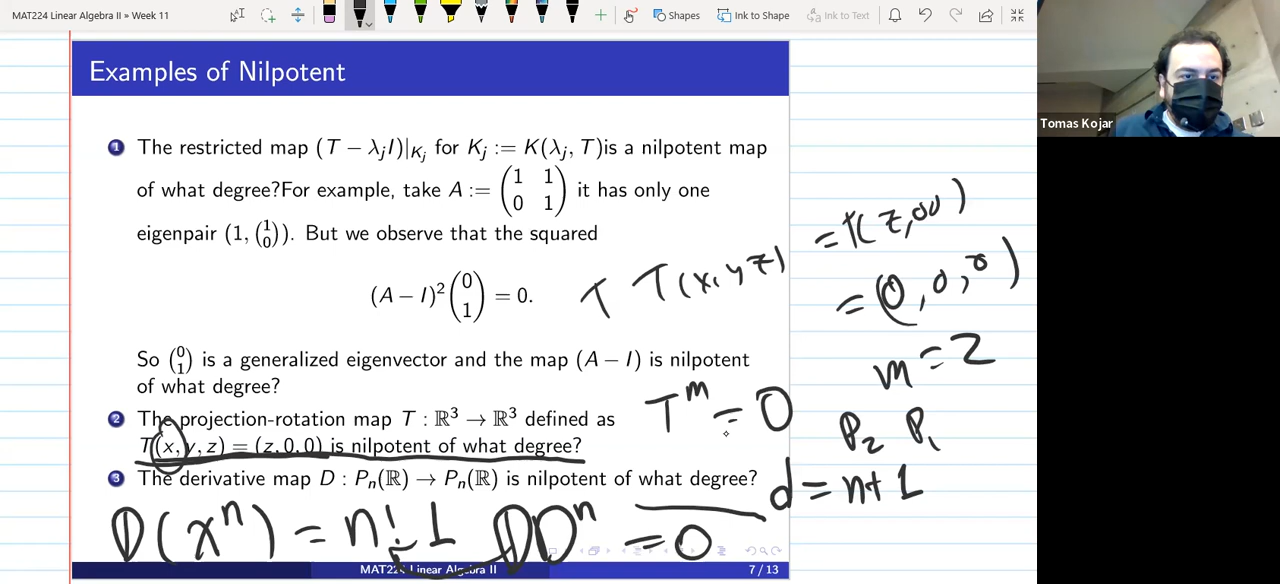 MAT224 Linear Algebra II » Week 11
Shapes
Ink to Shape
Ink to Text
Tomas Kojar
Examples of Nilpotent
1 The restricted map (T − λjI)|Kj for Kj := K(λj, T)is a nilpotent map
of what degree?For example, take A := (1 1
0 1) it has only one
eigenpair (1, (1
0)). But we observe that the squared
(A − I)²(0
1) = 0.
So (0
1) is a generalized eigenvector and the map (A − I) is nilpotent
of what degree?
2 The projection-rotation map T : ℝ³ → ℝ³ defined as
T(x, y, z) = (z, 0, 0) is nilpotent of what degree?
3 The derivative map D : Pn(ℝ) → Pn(ℝ) is nilpotent of what degree?
T T(x, y z)
= T(z, 0 0)
= (0, 0, 0)
m = 2
T^m = 0
P2 P1
d = n+1
D(x^n) = n! 1 DD^n = 0
MAT224 Linear Algebra II
7 / 13